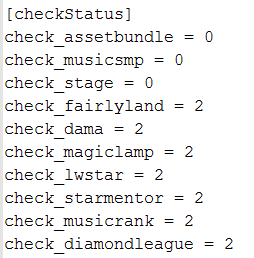 [checkStatus]
check_assetbundle = 0
check_musicsmp = 0
check_stage = 0
check_fairlyland = 2
check_dama = 2
check_magiclamp = 2
check_lwstar = 2
check_starmentor = 2
check_musicrank = 2
check_diamondleague = 2